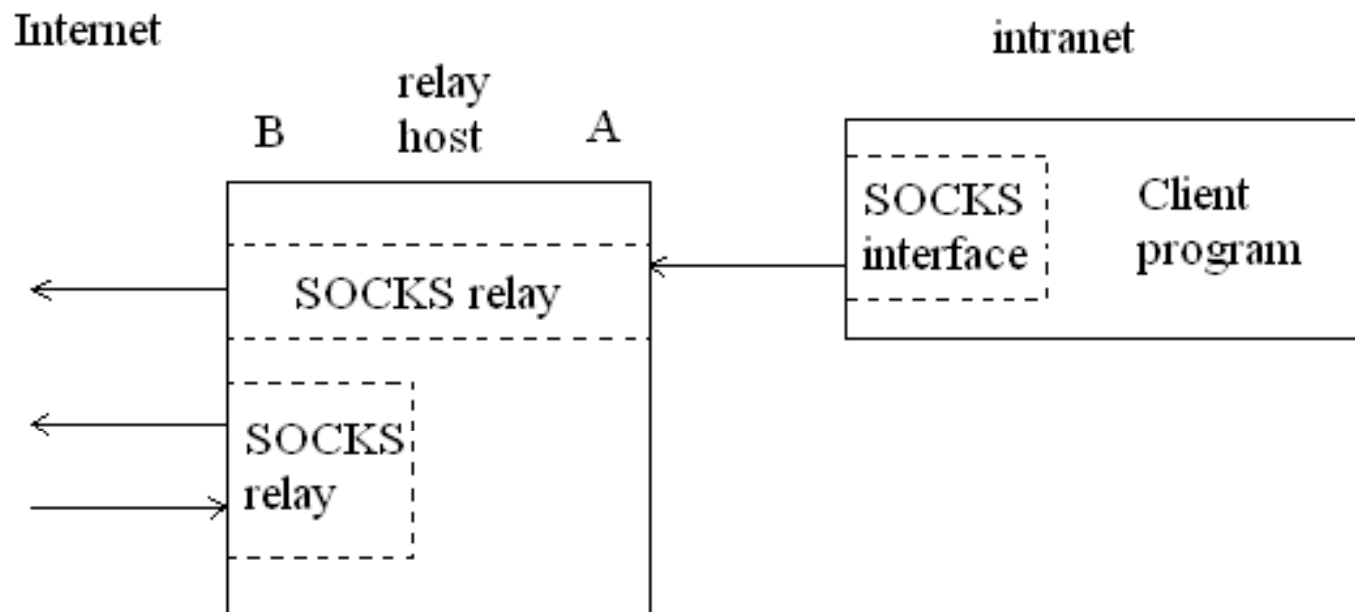 Internet
intranet
relay
host
B
A
SOCKS
interface
Client
program
SOCKS relay
SOCKS
relay